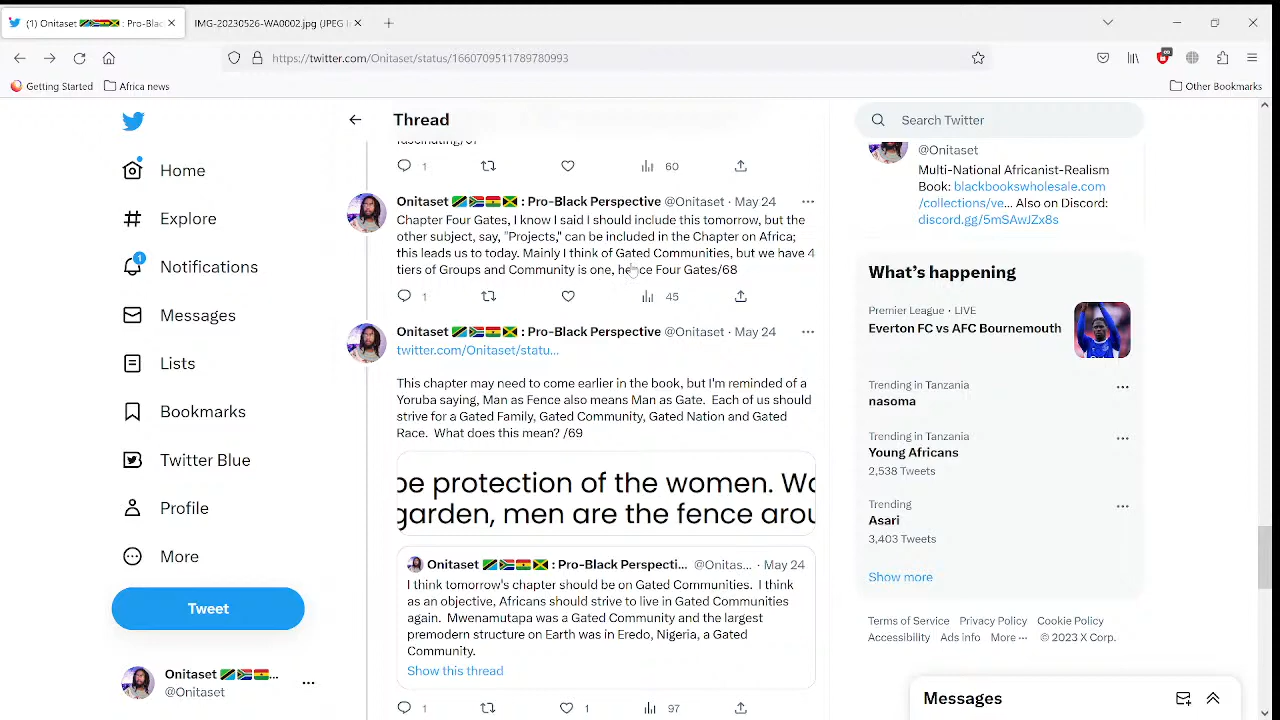 (1) Onitaset : Pro-Blac
IMG-20230526-WA0002.jpg (JPEG I
https://twitter.com/Onitaset/status/1660709511789780993
Getting Started
Africa news
Other Bookmarks
Home
Explore
1
Notifications
Messages
Lists
Bookmarks
Twitter Blue
Profile
More
Tweet
Onitaset ...
@Onitaset
Thread
fascinating/67
1 60
Onitaset : Pro-Black Perspective @Onitaset · May 24
Chapter Four Gates, I know I said I should include this tomorrow, but the
other subject, say, "Projects," can be included in the Chapter on Africa;
this leads us to today. Mainly I think of Gated Communities, but we have 4
tiers of Groups and Community is one, hence Four Gates/68
1 45
Onitaset : Pro-Black Perspective @Onitaset · May 24
twitter.com/Onitaset/statu...
This chapter may need to come earlier in the book, but I'm reminded of a
Yoruba saying, Man as Fence also means Man as Gate. Each of us should
strive for a Gated Family, Gated Community, Gated Nation and Gated
Race. What does this mean? /69
be protection of the women. Wo
garden, men are the fence arou
Onitaset : Pro-Black Perspecti... @Onitas... · May 24
I think tomorrow's chapter should be on Gated Communities. I think
as an objective, Africans should strive to live in Gated Communities
again. Mwenamutapa was a Gated Community and the largest
premodern structure on Earth was in Eredo, Nigeria, a Gated
Community.
Show this thread
1 1 97
Search Twitter
@Onitaset
Multi-National Africanist-Realism
Book: blackbookswholesale.com
/collections/ve... Also on Discord:
discord.gg/5mSAwJZx8s
What's happening
Premier League · LIVE
Everton FC vs AFC Bournemouth
Trending in Tanzania
nasoma
Trending in Tanzania
Young Africans
2,538 Tweets
Trending
Asari
3,403 Tweets
Show more
Terms of Service Privacy Policy Cookie Policy
Accessibility Ads info More ··· © 2023 X Corp.
Messages